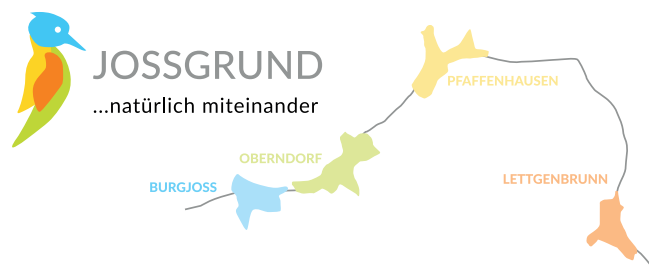 JOSSGRUND
...natürlich miteinander
PFAFFENHAUSEN
OBERNDORF
LETTGENBRUNN
BURGJOSS